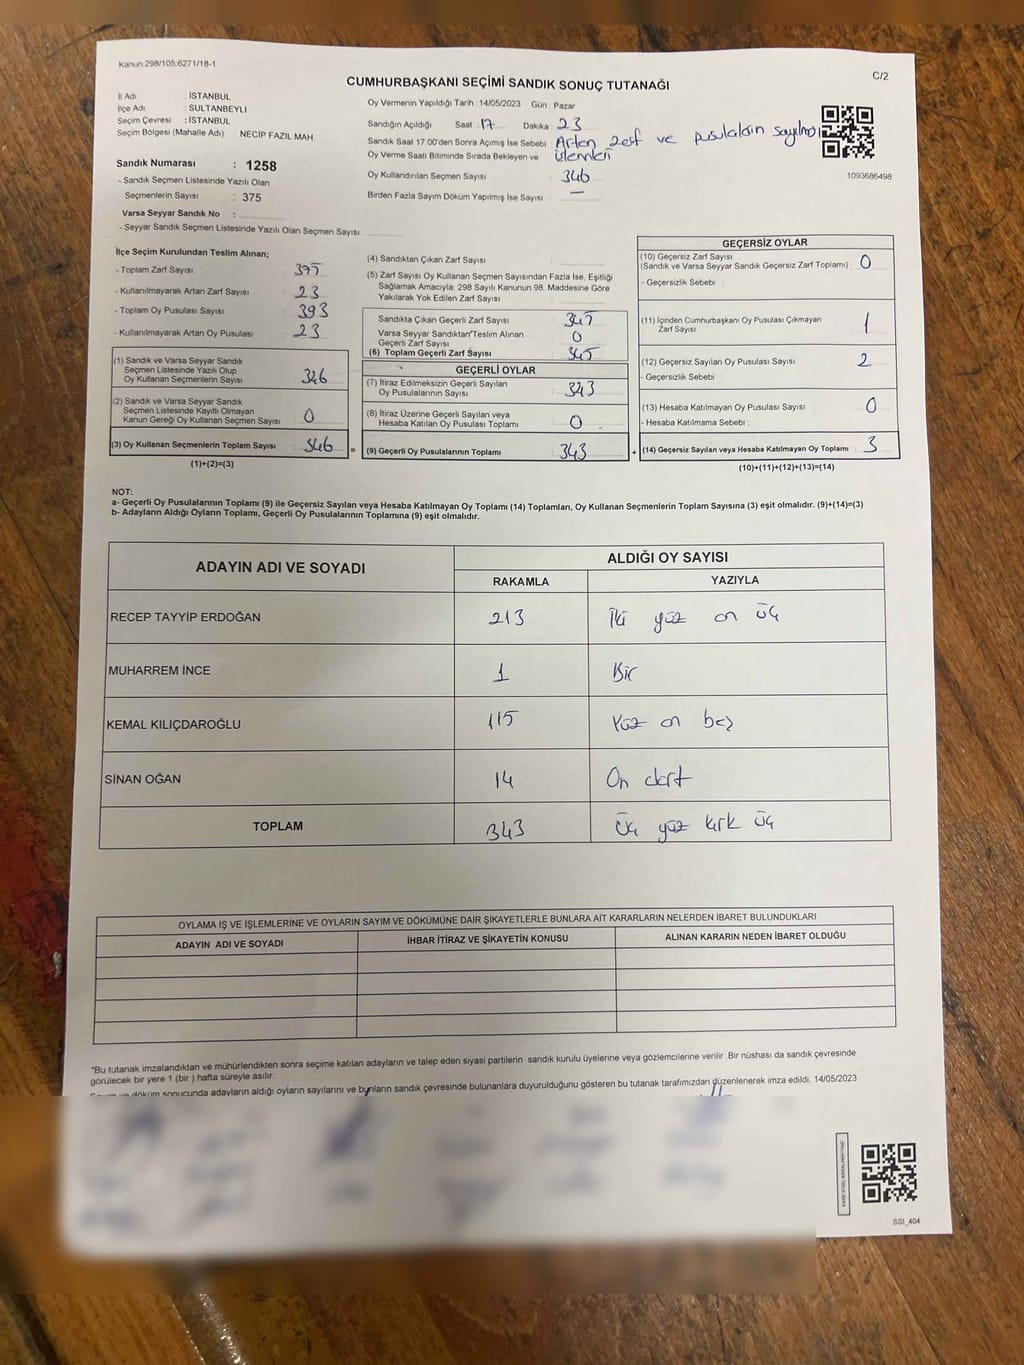 Kanun:298/105;6271/18-1
C/2
CUMHURBAŞKANI SEÇİMİ SANDIK SONUÇ TUTANAĞI
İl Adı : İSTANBUL
İlçe Adı : SULTANBEYLİ
Seçim Çevresi : İSTANBUL
Seçim Bölgesi (Mahalle Adı) : NECİP FAZIL MAH.
Sandık Numarası : 1258
- Sandık Seçmen Listesinde Yazılı Olan
Seçmenlerin Sayısı : 375
Varsa Seyyar Sandık No :
- Seyyar Sandık Seçmen Listesinde Yazılı Olan Seçmen Sayısı :
Oy Vermenin Yapıldığı Tarih : 14/05/2023 Gün : Pazar
Sandığın Açıldığı Saat 17 Dakika : 23
Sandık Saat 17.00'den Sonra Açımış İse Sebebi : Artan zarf ve pusulaların sayılması
Oy Verme Saati Bitiminde Sırada Bekleyen ve işlemleri
Oy Kullandırılan Seçmen Sayısı : 346
Birden Fazla Sayım Döküm Yapılmış İse Sayısı : —
1093686498
İlçe Seçim Kurulundan Teslim Alınan;
- Toplam Zarf Sayısı : 375
- Kullanılmayarak Artan Zarf Sayısı : 23
- Toplam Oy Pusulası Sayısı : 393
- Kullanılmayarak Artan Oy Pusulası : 23
(1) Sandık ve Varsa Seyyar Sandık
Seçmen Listesinde Yazılı Olup
Oy Kullanan Seçmenlerin Sayısı : 346
(2) Sandık ve Varsa Seyyar Sandık
Seçmen Listesinde Kayıtlı Olmayan
Kanun Gereği Oy Kullanan Seçmen Sayısı : 0
(3) Oy Kullanan Seçmenlerin Toplam Sayısı : 346 =
(1)+(2)=(3)
(4) Sandıktan Çıkan Zarf Sayısı :
(5) Zarf Sayısı Oy Kullanan Seçmen Sayısından Fazla İse, Eşitliği
Sağlamak Amacıyla, 298 Sayılı Kanunun 98. Maddesine Göre
Yakılarak Yok Edilen Zarf Sayısı :
Sandıkta Çıkan Geçerli Zarf Sayısı : 345
Varsa Seyyar Sandıktan Teslim Alınan
Geçerli Zarf Sayısı : 0
(6) Toplam Geçerli Zarf Sayısı : 345
GEÇERLİ OYLAR
(7) İtiraz Edilmeksizin Geçerli Sayılan
Oy Pusulalarının Sayısı : 343
(8) İtiraz Üzerine Geçerli Sayılan veya
Hesaba Katılan Oy Pusulası Toplamı : 0
(9) Geçerli Oy Pusulalarının Toplamı : 343 +
GEÇERSİZ OYLAR
(10) Geçersiz Zarf Sayısı
(Sandık ve Varsa Seyyar Sandık Geçersiz Zarf Toplamı) : 0
- Geçersizlik Sebebi :
(11) İçinden Cumhurbaşkanı Oy Pusulası Çıkmayan
Zarf Sayısı : 1
(12) Geçersiz Sayılan Oy Pusulası Sayısı : 2
- Geçersizlik Sebebi :
(13) Hesaba Katılmayan Oy Pusulası Sayısı : 0
- Hesaba Katılmama Sebebi :
(14) Geçersiz Sayılan veya Hesaba Katılmayan Oy Toplamı : 3
(10)+(11)+(12)+(13)=(14)
NOT:
a- Geçerli Oy Pusulalarının Toplamı (9) ile Geçersiz Sayılan veya Hesaba Katılmayan Oy Toplamı (14) Toplamları, Oy Kullanan Seçmenlerin Toplam Sayısına (3) eşit olmalıdır. (9)+(14)=(3)
b- Adayların Aldığı Oyların Toplamı, Geçerli Oy Pusulalarının Toplamına (9) eşit olmalıdır.
ADAYIN ADI VE SOYADI
ALDIĞI OY SAYISI
RAKAMLA YAZIYLA
RECEP TAYYİP ERDOĞAN 213 İki yüz on üç
MUHARREM İNCE 1 Bir
KEMAL KILIÇDAROĞLU 115 Yüz on beş
SİNAN OĞAN 14 On dört
TOPLAM 343 Üç yüz kırk üç
OYLAMA İŞ VE İŞLEMLERİNE VE OYLARIN SAYIM VE DÖKÜMÜNE DAİR ŞİKAYETLERLE BUNLARA AİT KARARLARIN NELERDEN İBARET BULUNDUKLARI
ADAYIN ADI VE SOYADI İHBAR İTİRAZ VE ŞİKAYETİN KONUSU ALINAN KARARIN NEDEN İBARET OLDUĞU
"Bu tutanak imzalandıktan ve mühürlendikten sonra seçime katılan adayların ve talep eden siyasi partilerin sandık kurulu üyelerine veya gözlemcilerine verilir. Bir nüshası da sandık çevresinde
görülecek bir yere 1 (bir) hafta süreyle asılır.
Sayım ve döküm sonucunda adayların aldığı oyların sayılarını ve bunların sandık çevresinde bulunanlara duyurulduğunu gösteren bu tutanak tarafımızdan düzenlenerek imza edildi. 14/05/2023
SSI_404